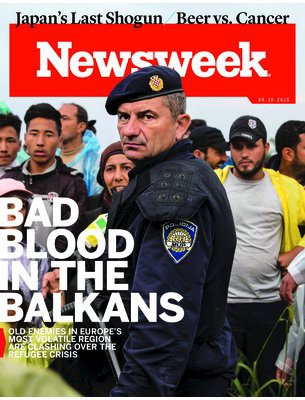 Japan's Last Shogun / Beer vs. Cancer
Newsweek
09.10.2015
POLICIJA
BAD
BLOOD
IN THE
BALKANS
OLD ENEMIES IN EUROPE'S
MOST VOLATILE REGION
ARE CLASHING OVER THE
REFUGEE CRISIS